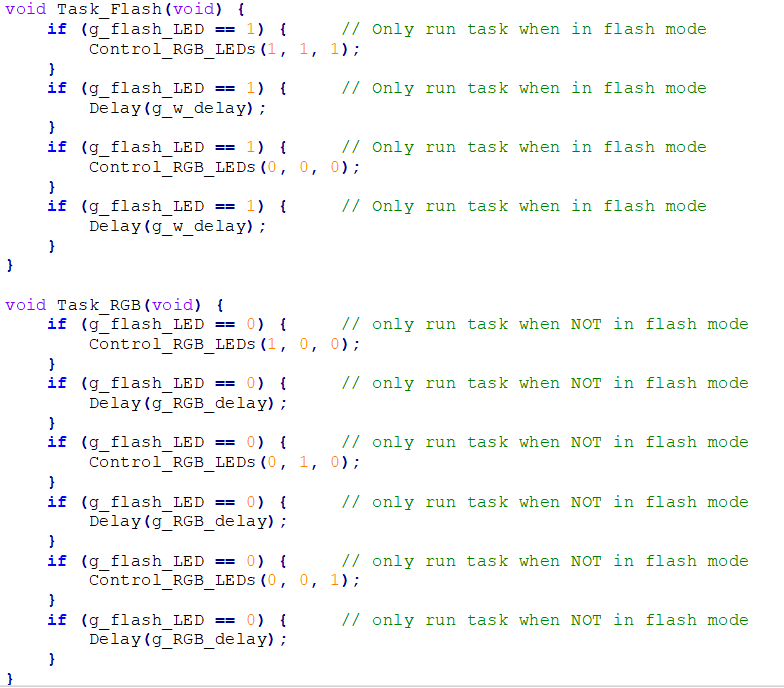 void Task_Flash(void) {
    if (g_flash_LED == 1) {     // Only run task when in flash mode
        Control_RGB_LEDs(1, 1, 1);
    }
    if (g_flash_LED == 1) {     // Only run task when in flash mode
        Delay(g_w_delay);
    }
    if (g_flash_LED == 1) {     // Only run task when in flash mode
        Control_RGB_LEDs(0, 0, 0);
    }
    if (g_flash_LED == 1) {     // Only run task when in flash mode
        Delay(g_w_delay);
    }
}

void Task_RGB(void) {
    if (g_flash_LED == 0) {     // only run task when NOT in flash mode
        Control_RGB_LEDs(1, 0, 0);
    }
    if (g_flash_LED == 0) {     // only run task when NOT in flash mode
        Delay(g_RGB_delay);
    }
    if (g_flash_LED == 0) {     // only run task when NOT in flash mode
        Control_RGB_LEDs(0, 1, 0);
    }
    if (g_flash_LED == 0) {     // only run task when NOT in flash mode
        Delay(g_RGB_delay);
    }
    if (g_flash_LED == 0) {     // only run task when NOT in flash mode
        Control_RGB_LEDs(0, 0, 1);
    }
    if (g_flash_LED == 0) {     // only run task when NOT in flash mode
        Delay(g_RGB_delay);
    }
}